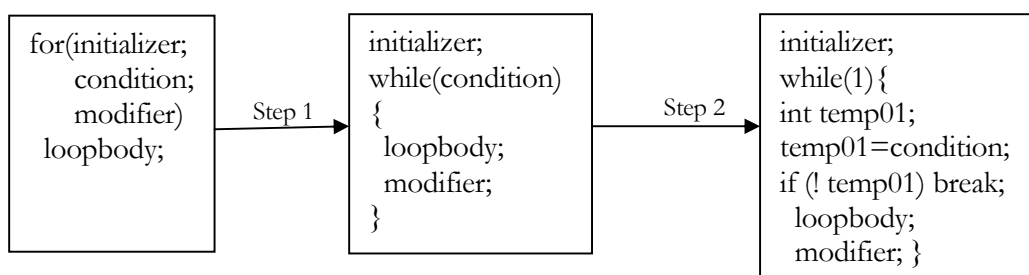 for(initializer;
condition;
modifier)
loopbody;
Step 1
initializer;
while(condition)
{
loopbody;
modifier;
}
Step 2
initializer;
while(1){
int temp01;
temp01=condition;
if (! temp01) break;
loopbody;
modifier; }